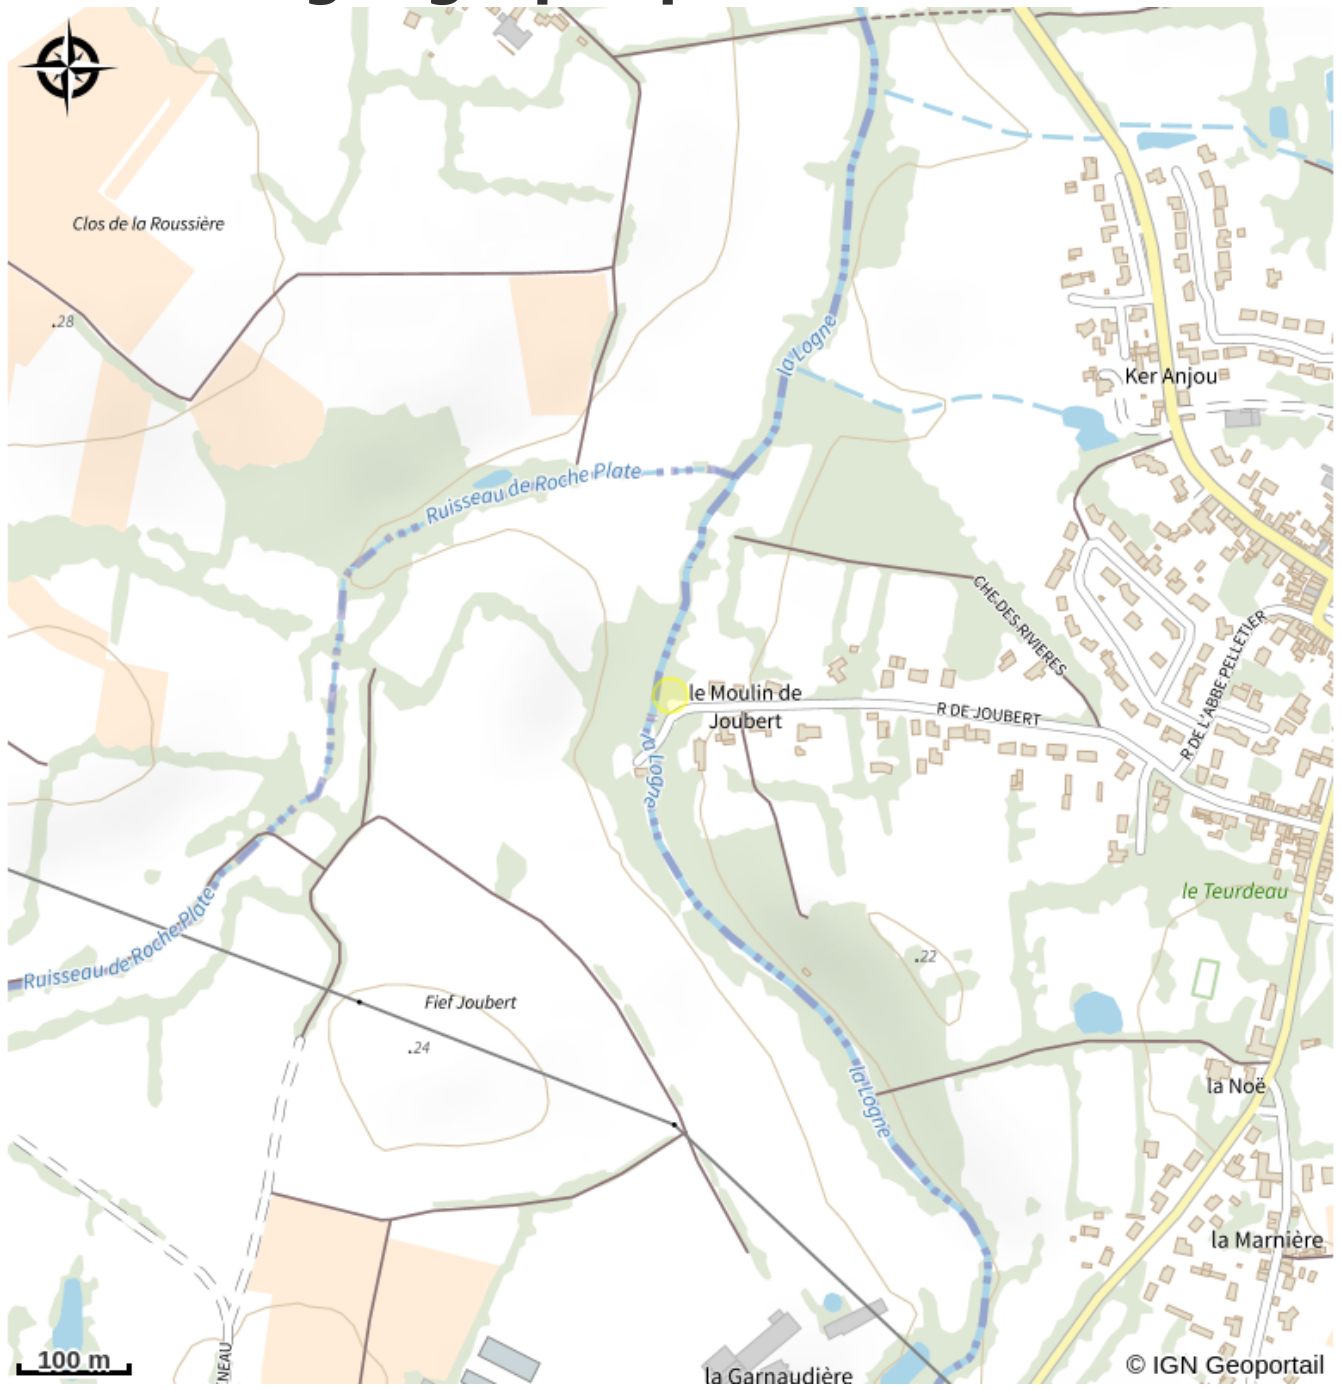 Clos de la Roussière
.28
la Logne
Ker Anjou
Ruisseau de Roche Plate
CHE-DES-RIVIERES
R DE L'ABBE PELLETIER
le Moulin de
Joubert
R DE JOUBERT
la Logne
le Teurdeau
Ruisseau de Roche Plate
.22
Fief Joubert
.24
la Logne
la Noë
la Marnière
100 m
la Garnaudière
© IGN Geoportail